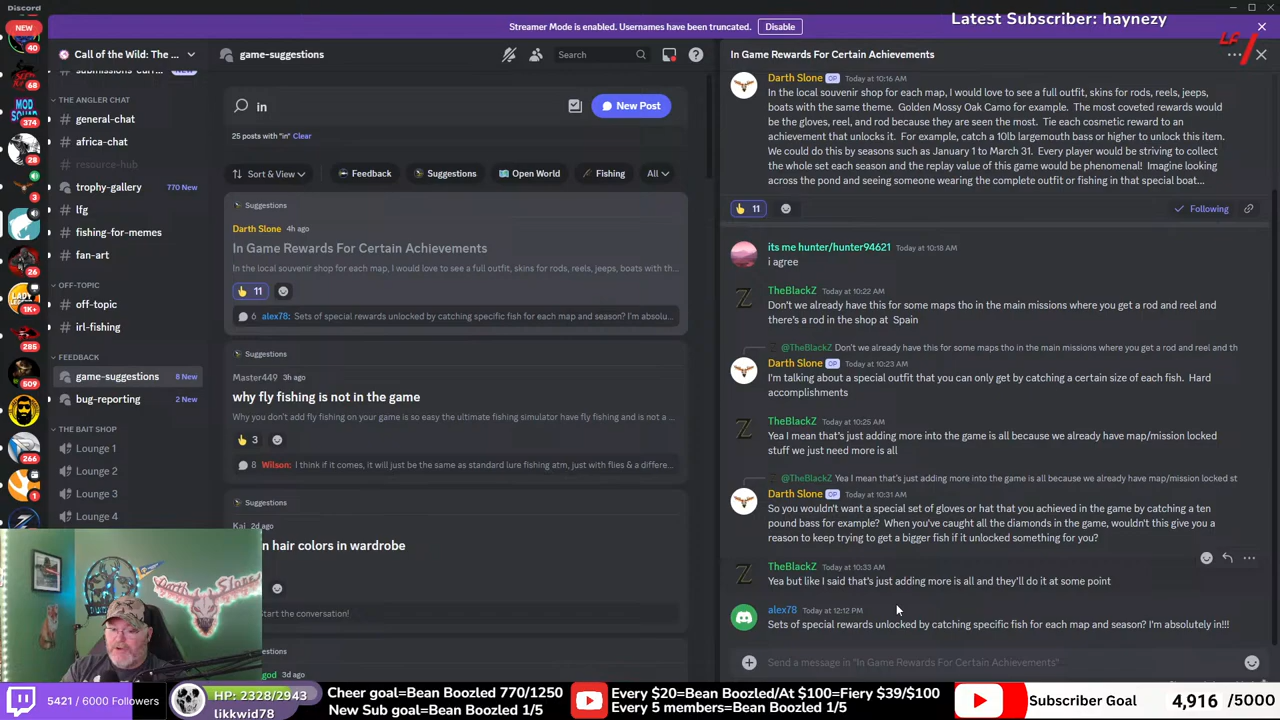 Discord
Latest Subscriber: haynezy
Streamer Mode is enabled. Usernames have been truncated.
Disable
NEW
40
68
MOD SQUAD
374
28
3
26
1K+
285
509
266
1
Call of the Wild: The ...
NEW
THE ANGLER CHAT
general-chat
africa-chat
resource-hub
trophy-gallery
770 New
lfg
fishing-for-memes
fan-art
OFF-TOPIC
off-topic
irl-fishing
FEEDBACK
game-suggestions
8 New
bug-reporting
2 New
THE BAIT SHOP
Lounge 1
Lounge 2
Lounge 3
Lounge 4
game-suggestions
Search
in
New Post
25 posts with "in" Clear
Sort & View
Feedback
Suggestions
Open World
Fishing
All
Suggestions
Darth Slone 4h ago
In Game Rewards For Certain Achievements
In the local souvenir shop for each map, I would love to see a full outfit, skins for rods, reels, jeeps, boats with th...
11
6 alex78: Sets of special rewards unlocked by catching specific fish for each map and season? I'm absolu...
Suggestions
Master449 3h ago
why fly fishing is not in the game
Why you don't add fly fishing on your game is so easy the ultimate fishing simulator have fly fishing and is not a ...
3
8 Wilson: I think if it comes, it will just be the same as standard lure fishing atm, just with flies & a differe...
Suggestions
Kai 2d ago
n hair colors in wardrobe
Start the conversation!
Suggestions
god 3d ago
In Game Rewards For Certain Achievements
Darth Slone OP Today at 10:16 AM
In the local souvenir shop for each map, I would love to see a full outfit, skins for rods, reels, jeeps,
boats with the same theme. Golden Mossy Oak Camo for example. The most coveted rewards would
be the gloves, reel, and rod because they are seen the most. Tie each cosmetic reward to an
achievement that unlocks it. For example, catch a 10lb largemouth bass or higher to unlock this item.
We could do this by seasons such as January 1 to March 31. Every player would be striving to collect
the whole set each season and the replay value of this game would be phenomenal! Imagine looking
across the pond and seeing someone wearing the complete outfit or fishing in that special boat...
11
Following
its me hunter/hunter94621 Today at 10:18 AM
i agree
TheBlackZ Today at 10:22 AM
Don't we already have this for some maps tho in the main missions where you get a rod and reel and
there's a rod in the shop at Spain
@TheBlackZ Don't we already have this for some maps tho in the main missions where you get a rod and reel and th
Darth Slone OP Today at 10:23 AM
I'm talking about a special outfit that you can only get by catching a certain size of each fish. Hard
accomplishments
TheBlackZ Today at 10:25 AM
Yea I mean that's just adding more into the game is all because we already have map/mission locked
stuff we just need more is all
@TheBlackZ Yea I mean that's just adding more into the game is all because we already have map/mission locked st
Darth Slone OP Today at 10:31 AM
So you wouldn't want a special set of gloves or hat that you achieved in the game by catching a ten
pound bass for example? When you've caught all the diamonds in the game, wouldn't this give you a
reason to keep trying to get a bigger fish if it unlocked something for you?
TheBlackZ Today at 10:33 AM
Yea but like I said that's just adding more is all and they'll do it at some point
alex78 Today at 12:12 PM
Sets of special rewards unlocked by catching specific fish for each map and season? I'm absolutely in!!!
Send a message in "In Game Rewards For Certain Achievements"
Darth Slone
5421 / 6000 Followers
HP: 2328/2943
likkwid78
Cheer goal=Bean Boozled 770/1250
New Sub goal=Bean Boozled 1/5
Every $20=Bean Boozled/At $100=Fiery $39/$100
Every 5 members=Bean Boozled 1/5
Subscriber Goal
4,916 /5000